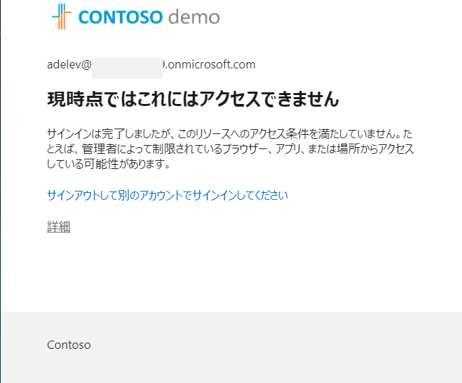 CONTOSO demo
adelev@ .onmicrosoft.com
現時点ではこれにはアクセスできません
サインインは完了しましたが、このリソースへのアクセス条件を満たしていません。た
とえば、管理者によって制限されているブラウザー、アプリ、または場所からアクセス
している可能性があります。
サインアウトして別のアカウントでサインインしてください
詳細
Contoso